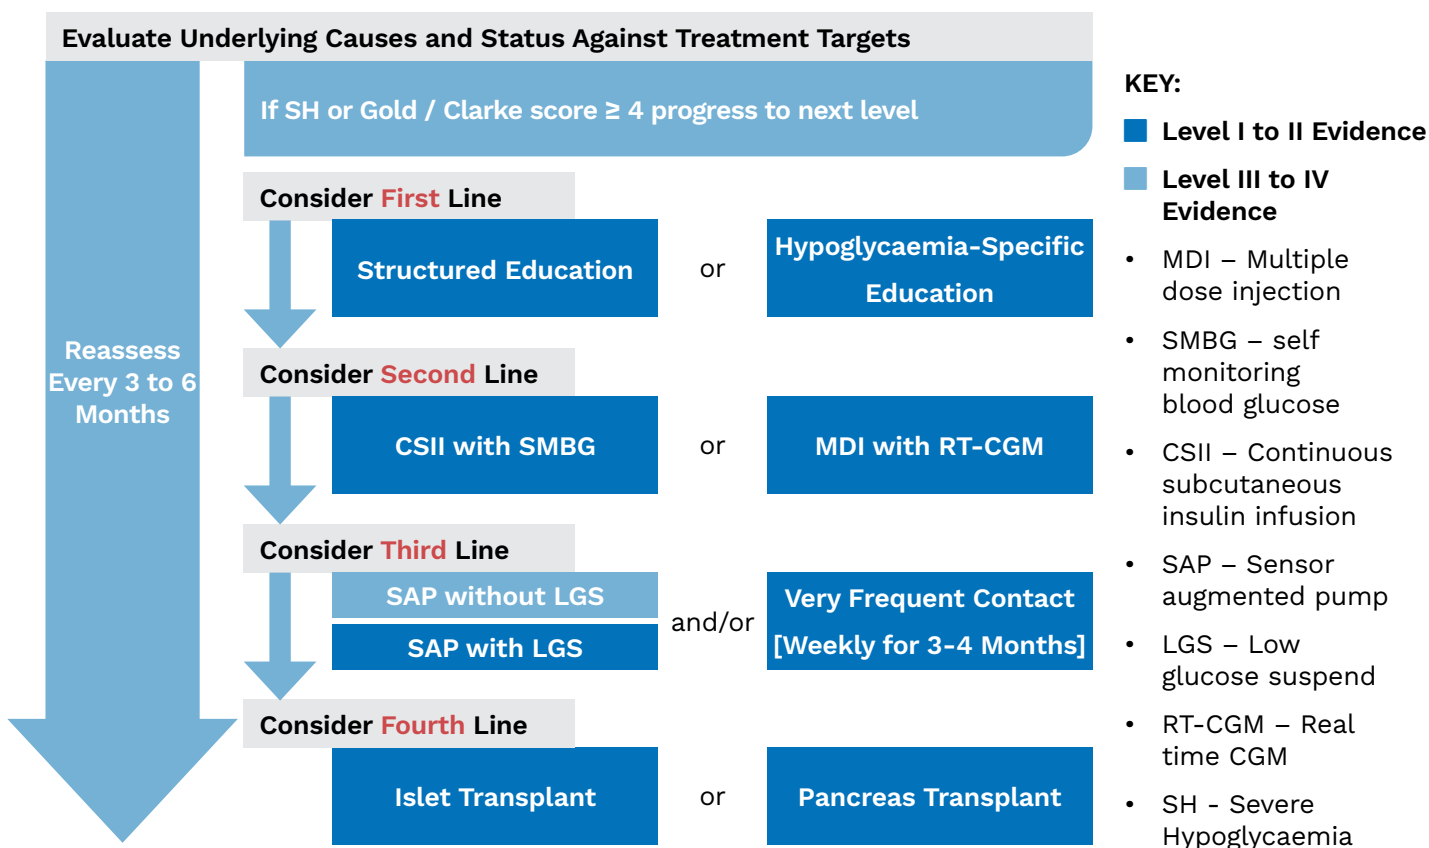 Evaluate Underlying Causes and Status Against Treatment Targets
If SH or Gold / Clarke score ≥ 4 progress to next level
Reassess
Every 3 to 6
Months
Consider First Line
Structured Education
or
Hypoglycaemia-Specific
Education
Consider Second Line
CSII with SMBG
or
MDI with RT-CGM
Consider Third Line
SAP without LGS
SAP with LGS
and/or
Very Frequent Contact
[Weekly for 3-4 Months]
Consider Fourth Line
Islet Transplant
or
Pancreas Transplant
KEY:
Level I to II Evidence
Level III to IV
Evidence
• MDI – Multiple
dose injection
• SMBG – self
monitoring
blood glucose
• CSII – Continuous
subcutaneous
insulin infusion
• SAP – Sensor
augmented pump
• LGS – Low
glucose suspend
• RT-CGM – Real
time CGM
• SH - Severe
Hypoglycaemia